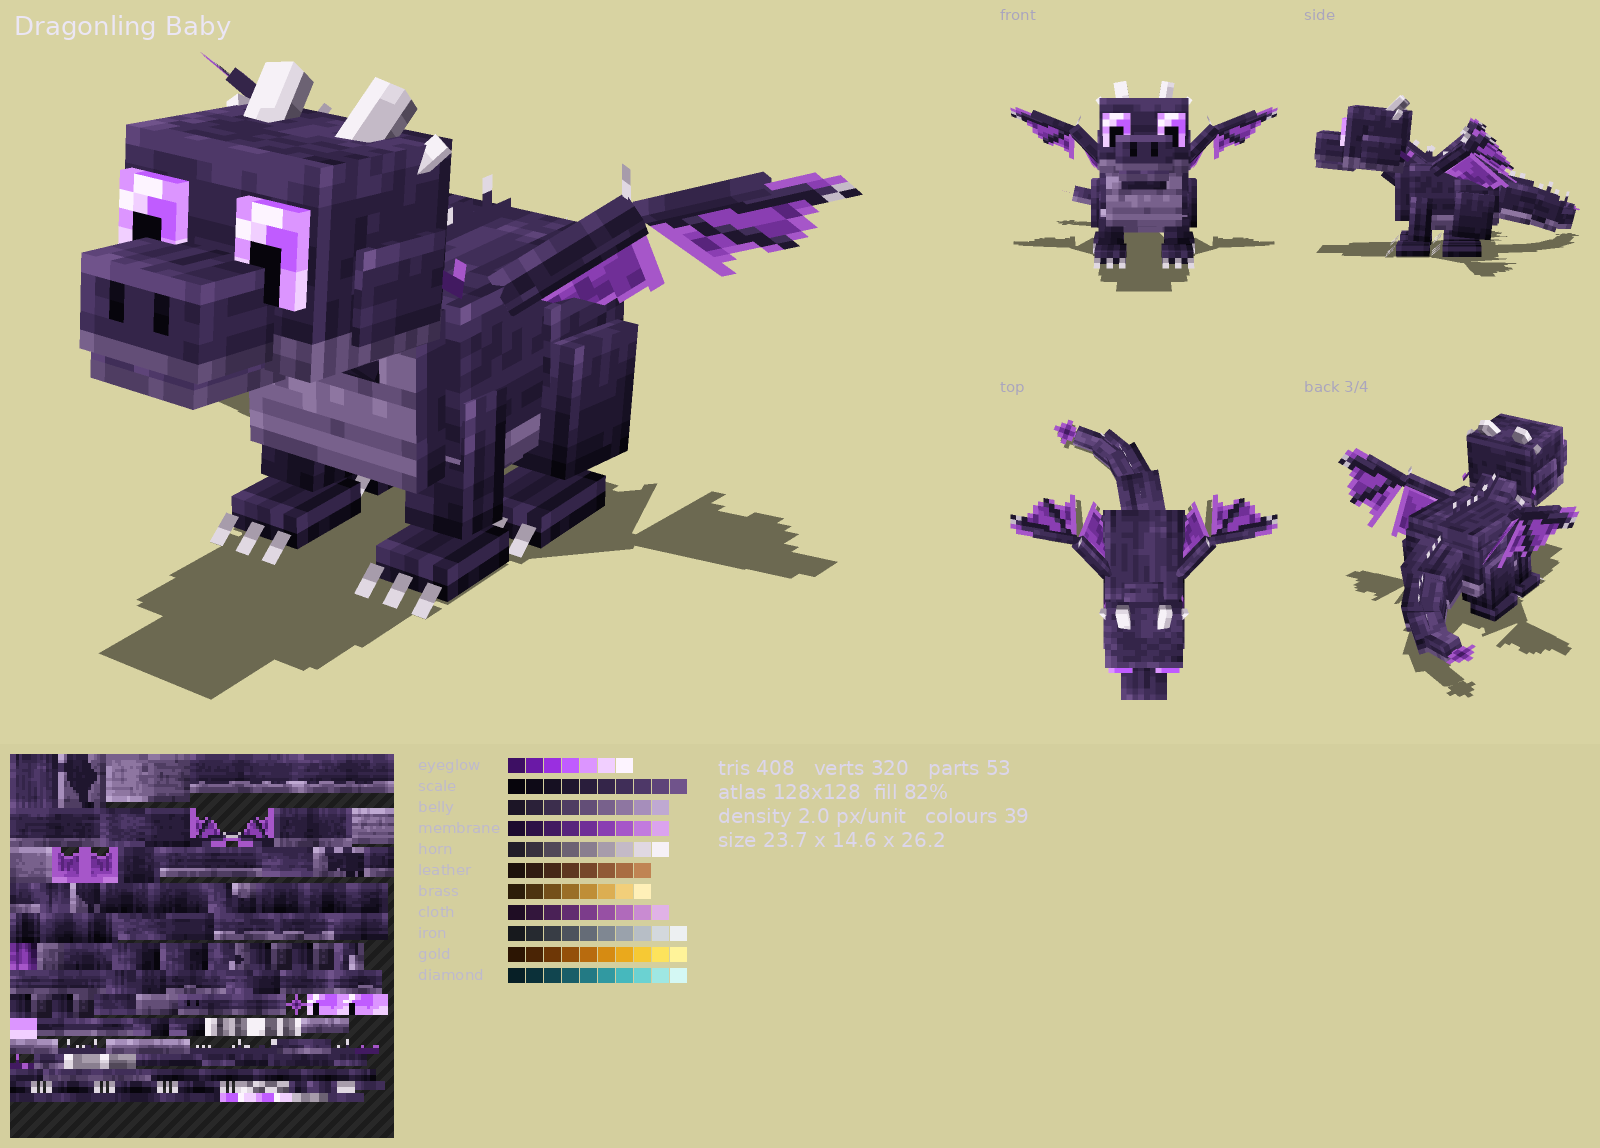 Dragonling Baby
front
side
top
back 3/4
eyeglow
scale
belly
membrane
horn
leather
brass
cloth
iron
gold
diamond
tris 408   verts 320   parts 53
atlas 128x128  fill 82%
density 2.0 px/unit   colours 39
size 23.7 x 14.6 x 26.2